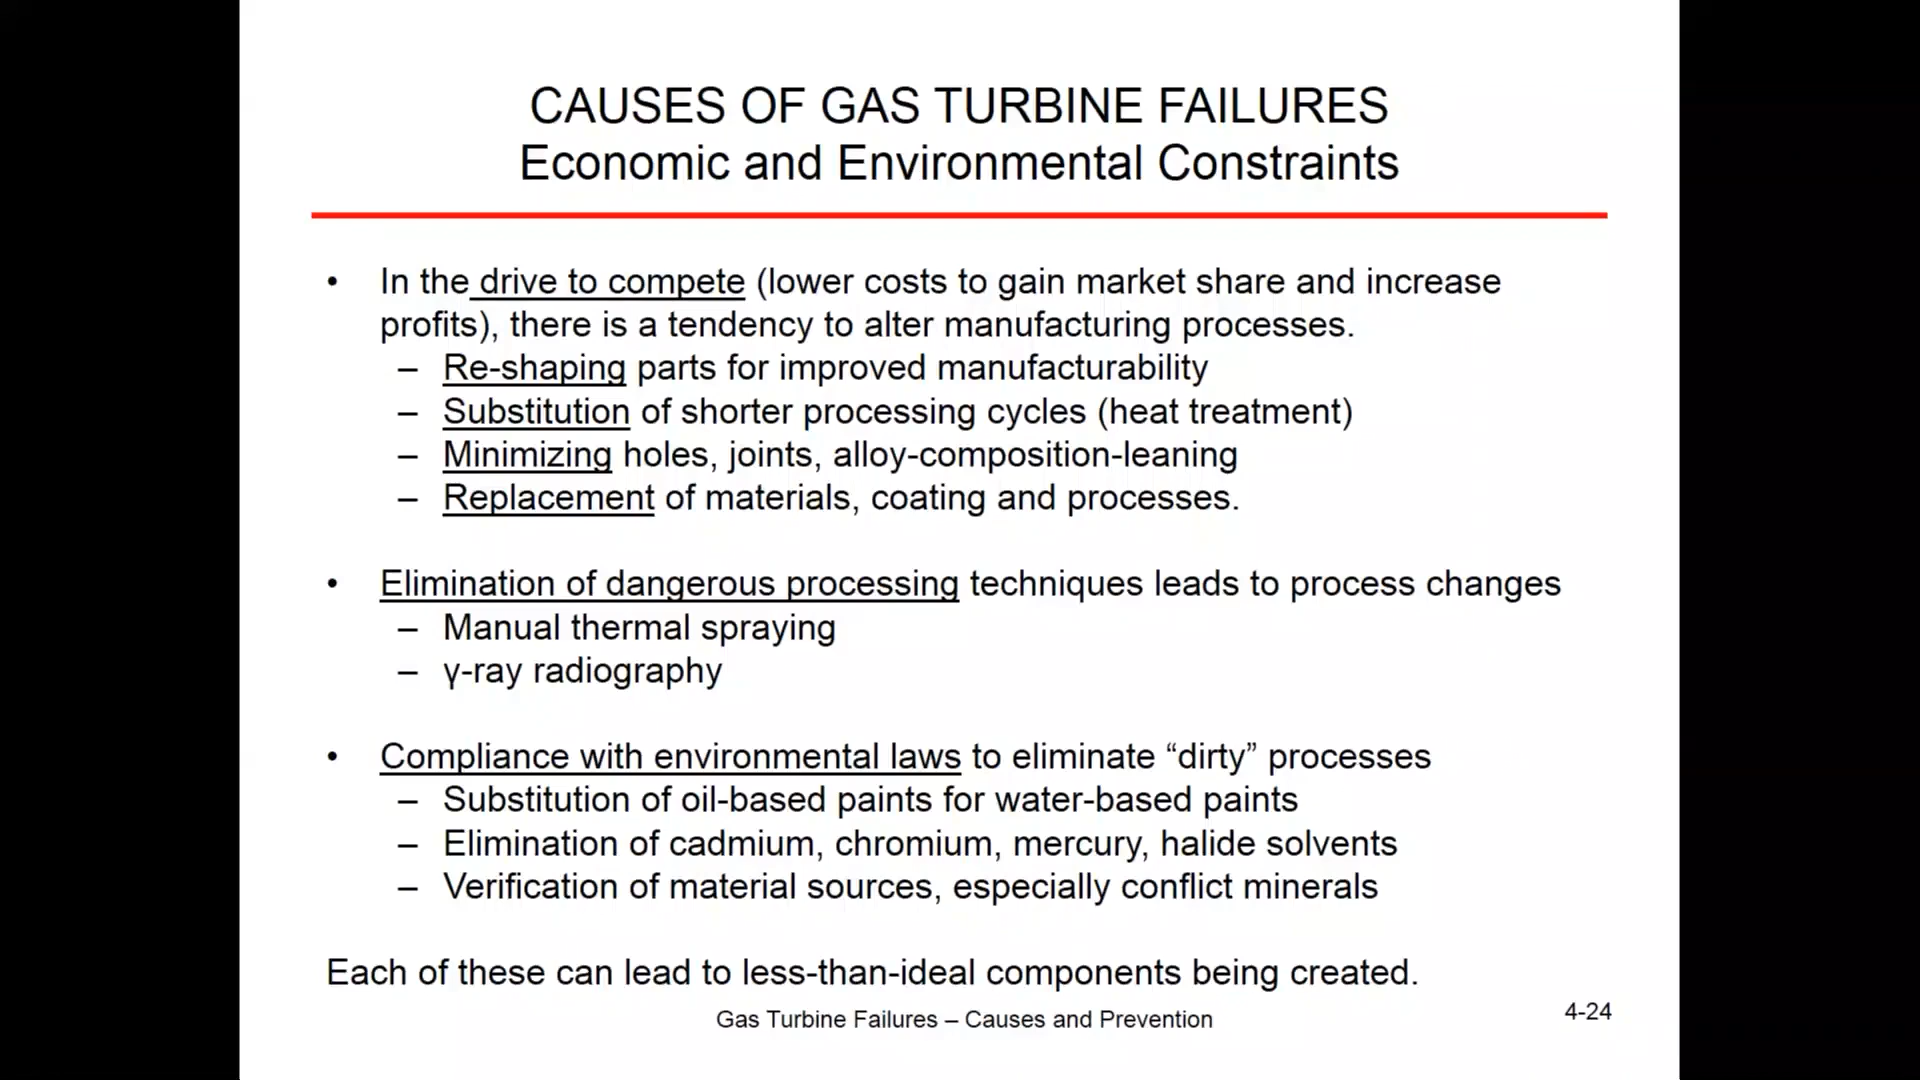 CAUSES OF GAS TURBINE FAILURES
Economic and Environmental Constraints
• In the drive to compete (lower costs to gain market share and increase
profits), there is a tendency to alter manufacturing processes.
– Re-shaping parts for improved manufacturability
– Substitution of shorter processing cycles (heat treatment)
– Minimizing holes, joints, alloy-composition-leaning
– Replacement of materials, coating and processes.
• Elimination of dangerous processing techniques leads to process changes
– Manual thermal spraying
– γ-ray radiography
• Compliance with environmental laws to eliminate “dirty” processes
– Substitution of oil-based paints for water-based paints
– Elimination of cadmium, chromium, mercury, halide solvents
– Verification of material sources, especially conflict minerals
Each of these can lead to less-than-ideal components being created.
Gas Turbine Failures – Causes and Prevention
4-24